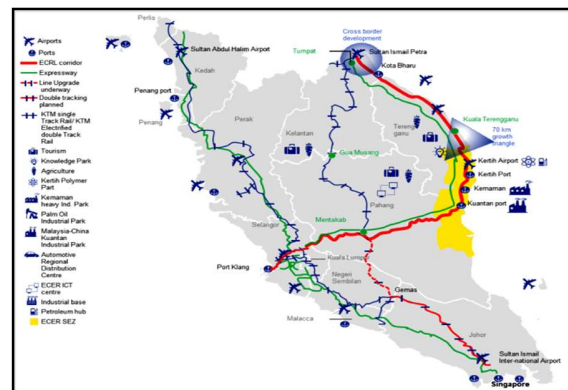 Airports
Ports
ECRL corridor
Expressway
Line Upgrade
underway
Double tracking
planned
KTM single
Track Rail/ KTM
Electrified
double Track
Rail
Tourism
Knowledge Park
Agriculture
Kertih Polymer
Part
Kemaman
heavy Ind. Park
Palm Oil
Industrial Park
Malaysia-China
Kuantan
Industrial Park
Automotive
Regional
Distribution
Centre
ECER ICT
centre
Industrial base
Petroleum hub
ECER SEZ
Perlis
Sultan Abdul Halim Airport
Kedah
Penang port
Penang
Perak
Cross border
development
Tumpat
Sultan Ismail Petra
Kota Bharu
Kelantan
Tereng
ganu
Kuala Terengganu
70 km
growth
triangle
Gua Musang
Kertih Airport
Kertih Port
Kemaman
Kuantan port
Pahang
Mentakab
Selangor
Port Klang
Kuala Lumpur
Negeri
Sembilan
Gemas
Malacca
Johor
Sultan Ismail
Inter-national Airport
Singapore